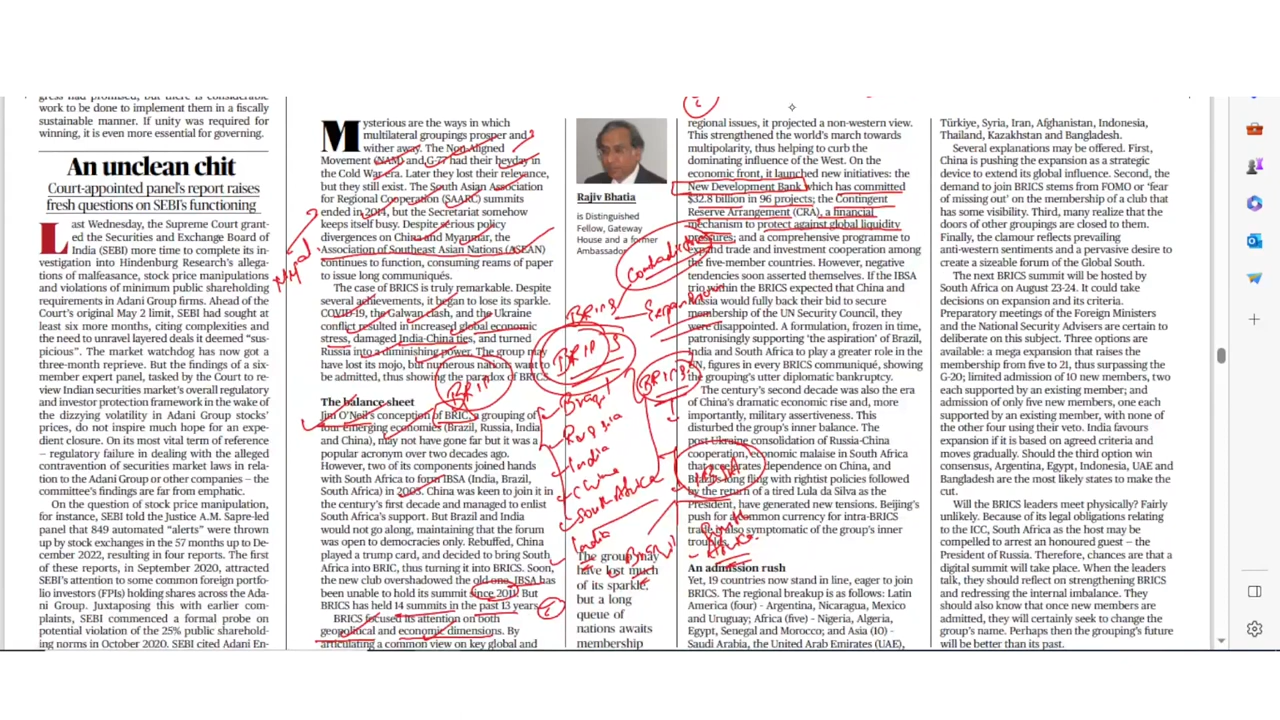 work to be done to implement them in a fiscally
sustainable manner. If unity was required for
winning, it is even more essential for governing.
An unclean chit
Court-appointed panel's report raises
fresh questions on SEBI's functioning
Last Wednesday, the Supreme Court grant-
ed the Securities and Exchange Board of
India (SEBI) more time to complete its in-
vestigation into Hindenburg Research's allega-
tions of malfeasance, stock price manipulations
and violations of minimum public shareholding
requirements in Adani Group firms. Ahead of the
Court's original May 2 limit, SEBI had sought at
least six more months, citing complexities and
the need to unravel layered deals it deemed "sus-
picious". The market watchdog has now got a
three-month reprieve. But the findings of a six-
member expert panel, tasked by the Court to re-
view Indian securities market's overall regulatory
and investor protection framework in the wake of
the dizzying volatility in Adani Group stocks'
prices, do not inspire much hope for an expe-
dient closure. On its most vital term of reference
– regulatory failure in dealing with the alleged
contravention of securities market laws in rela-
tion to the Adani Group or other companies – the
committee's findings are far from emphatic.
On the question of stock price manipulation,
for instance, SEBI told the Justice A.M. Sapre-led
panel that 849 automated "alerts" were thrown
up by stock exchanges in the 57 months up to De-
cember 2022, resulting in four reports. The first
of these reports, in September 2020, attracted
SEBI's attention to some common foreign portfo-
lio investors (FPIs) holding shares across the Ada-
ni Group. Juxtaposing this with earlier com-
plaints, SEBI commenced a formal probe on
potential violation of the 25% public sharehold-
ing norms in October 2020. SEBI cited Adani En-
Mysterious are the ways in which
multilateral groupings prosper and
wither away. The Non-Aligned
Movement (NAM) and G-77 had their heyday in
the Cold War era. Later they lost their relevance,
but they still exist. The South Asian Association
for Regional Cooperation (SAARC) summits
ended in 2014, but the Secretariat somehow
keeps itself busy. Despite serious policy
divergences on China and Myanmar, the
Association of Southeast Asian Nations (ASEAN)
continues to function, consuming reams of paper
to issue long communiqués.
The case of BRICS is truly remarkable. Despite
several achievements, it began to lose its sparkle.
COVID-19, the Galwan clash, and the Ukraine
conflict resulted in increased global economic
stress, damaged India-China ties, and turned
Russia into a diminishing power. The group may
have lost its mojo, but numerous nations want to
be admitted, thus showing the paradox of BRICS.
The balance sheet
Jim O'Neil's conception of BRIC, a grouping of
four emerging economies (Brazil, Russia, India
and China), may not have gone far but it was a
popular acronym over two decades ago.
However, two of its components joined hands
with South Africa to form IBSA (India, Brazil,
South Africa) in 2003. China was keen to join it in
the century's first decade and managed to enlist
South Africa's support. But Brazil and India
would not go along, maintaining that the forum
was open to democracies only. Rebuffed, China
played a trump card, and decided to bring South
Africa into BRIC, thus turning it into BRICS. Soon,
the new club overshadowed the old one. IBSA has
been unable to hold its summit since 2011. But
BRICS has held 14 summits in the past 13 years.
BRICS focused its attention on both
geopolitical and economic dimensions. By
articulating a common view on key global and
Rajiv Bhatia
is Distinguished
Fellow, Gateway
House and a former
Ambassador
The group may
have lost much
of its sparkle,
but a long
queue of
nations awaits
membership
regional issues, it projected a non-western view.
This strengthened the world's march towards
multipolarity, thus helping to curb the
dominating influence of the West. On the
economic front, it launched new initiatives: the
New Development Bank which has committed
$32.8 billion in 96 projects; the Contingent
Reserve Arrangement (CRA), a financial
mechanism to protect against global liquidity
pressures; and a comprehensive programme to
expand trade and investment cooperation among
the five-member countries. However, negative
tendencies soon asserted themselves. If the IBSA
trio within the BRICS expected that China and
Russia would fully back their bid to secure
membership of the UN Security Council, they
were disappointed. A formulation, frozen in time,
patronisingly supporting 'the aspiration' of Brazil,
India and South Africa to play a greater role in the
UN, figures in every BRICS communiqué, showing
the grouping's utter diplomatic bankruptcy.
The century's second decade was also the era
of China's dramatic economic rise and, more
importantly, military assertiveness. This
disturbed the group's inner balance. The
post-Ukraine consolidation of Russia-China
cooperation, economic malaise in South Africa
that accelerates dependence on China, and
Brazil's long fling with rightist policies followed
by the return of a tired Lula da Silva as the
President, have generated new tensions. Beijing's
push for a common currency for intra-BRICS
trade is also symptomatic of the group's inner
troubles.
An admission rush
Yet, 19 countries now stand in line, eager to join
BRICS. The regional breakup is as follows: Latin
America (four) - Argentina, Nicaragua, Mexico
and Uruguay; Africa (five) - Nigeria, Algeria,
Egypt, Senegal and Morocco; and Asia (10) -
Saudi Arabia, the United Arab Emirates (UAE),
Türkiye, Syria, Iran, Afghanistan, Indonesia,
Thailand, Kazakhstan and Bangladesh.
Several explanations may be offered. First,
China is pushing the expansion as a strategic
device to extend its global influence. Second, the
demand to join BRICS stems from FOMO or 'fear
of missing out' on the membership of a club that
has some visibility. Third, many realize that the
doors of other groupings are closed to them.
Finally, the clamour reflects prevailing
anti-western sentiments and a pervasive desire to
create a sizeable forum of the Global South.
The next BRICS summit will be hosted by
South Africa on August 23-24. It could take
decisions on expansion and its criteria.
Preparatory meetings of the Foreign Ministers
and the National Security Advisers are certain to
deliberate on this subject. Three options are
available: a mega expansion that raises the
membership from five to 21, thus surpassing the
G-20; limited admission of 10 new members, two
each supported by an existing member; and
admission of only five new members, one each
supported by an existing member, with none of
the other four using their veto. India favours
expansion if it is based on agreed criteria and
moves gradually. Should the third option win
consensus, Argentina, Egypt, Indonesia, UAE and
Bangladesh are the most likely states to make the
cut.
Will the BRICS leaders meet physically? Fairly
unlikely. Because of its legal obligations relating
to the ICC, South Africa as the host may be
compelled to arrest an honoured guest – the
President of Russia. Therefore, chances are that a
digital summit will take place. When the leaders
talk, they should reflect on strengthening BRICS
and redressing the internal imbalance. They
should also know that once new members are
admitted, they will certainly seek to change the
group's name. Perhaps then the grouping's future
will be better than its past.
BRICS
Expansion
BRICS
Russia
India
China
South Africa
India
IBSA
South
Africa